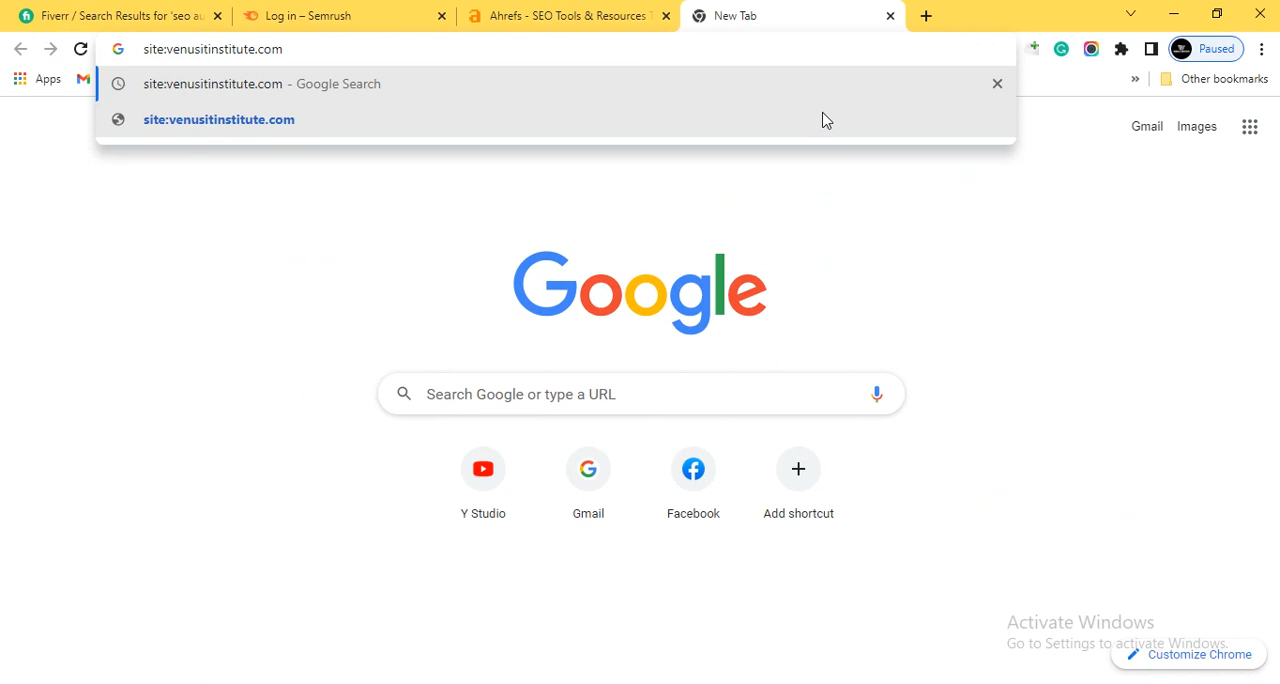 Fiverr / Search Results for 'seo au
Log in – Semrush
Ahrefs - SEO Tools & Resources T
New Tab
site:venusitinstitute.com
Paused
site:venusitinstitute.com - Google Search
Apps
Other bookmarks
site:venusitinstitute.com
Gmail
Images
Google
Search Google or type a URL
Y Studio
Gmail
Facebook
Add shortcut
Activate Windows
Go to Settings to activate Windows.
Customize Chrome